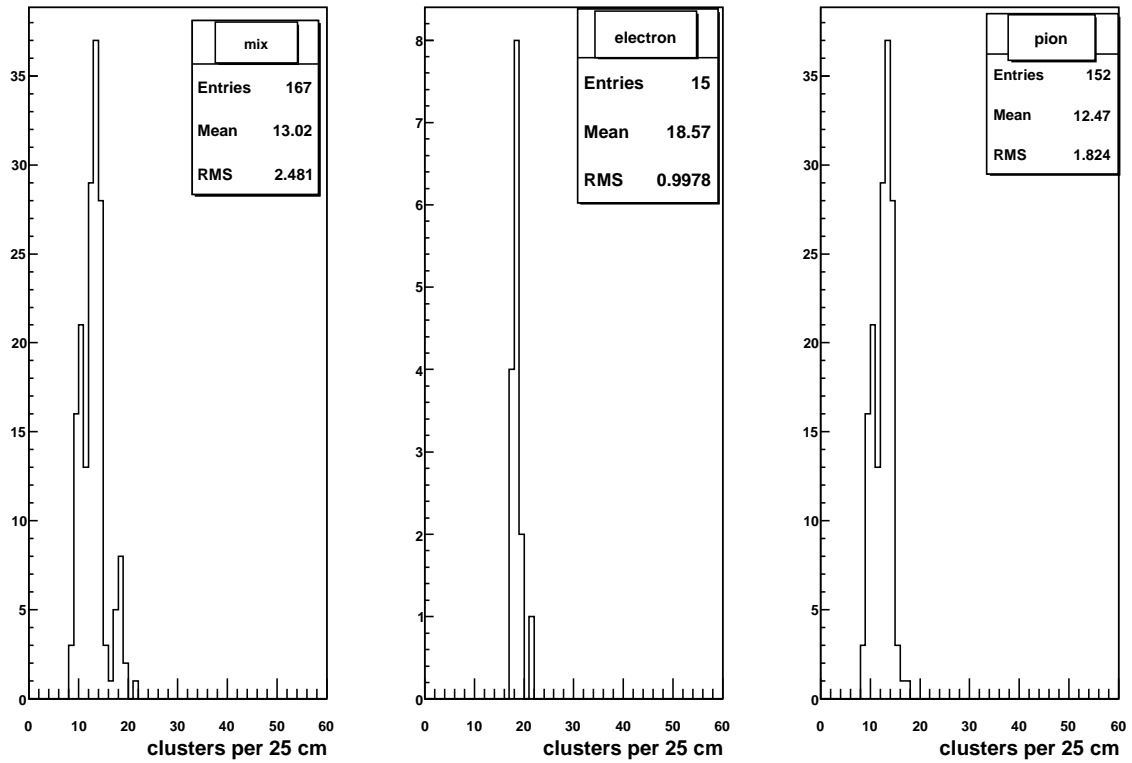 mix
Entries 167
Mean 13.02
RMS 2.481
35
30
25
20
15
10
5
0
0 10 20 30 40 50 60
clusters per 25 cm
electron
Entries 15
Mean 18.57
RMS 0.9978
8
7
6
5
4
3
2
1
0
0 10 20 30 40 50 60
clusters per 25 cm
pion
Entries 152
Mean 12.47
RMS 1.824
35
30
25
20
15
10
5
0
0 10 20 30 40 50 60
clusters per 25 cm